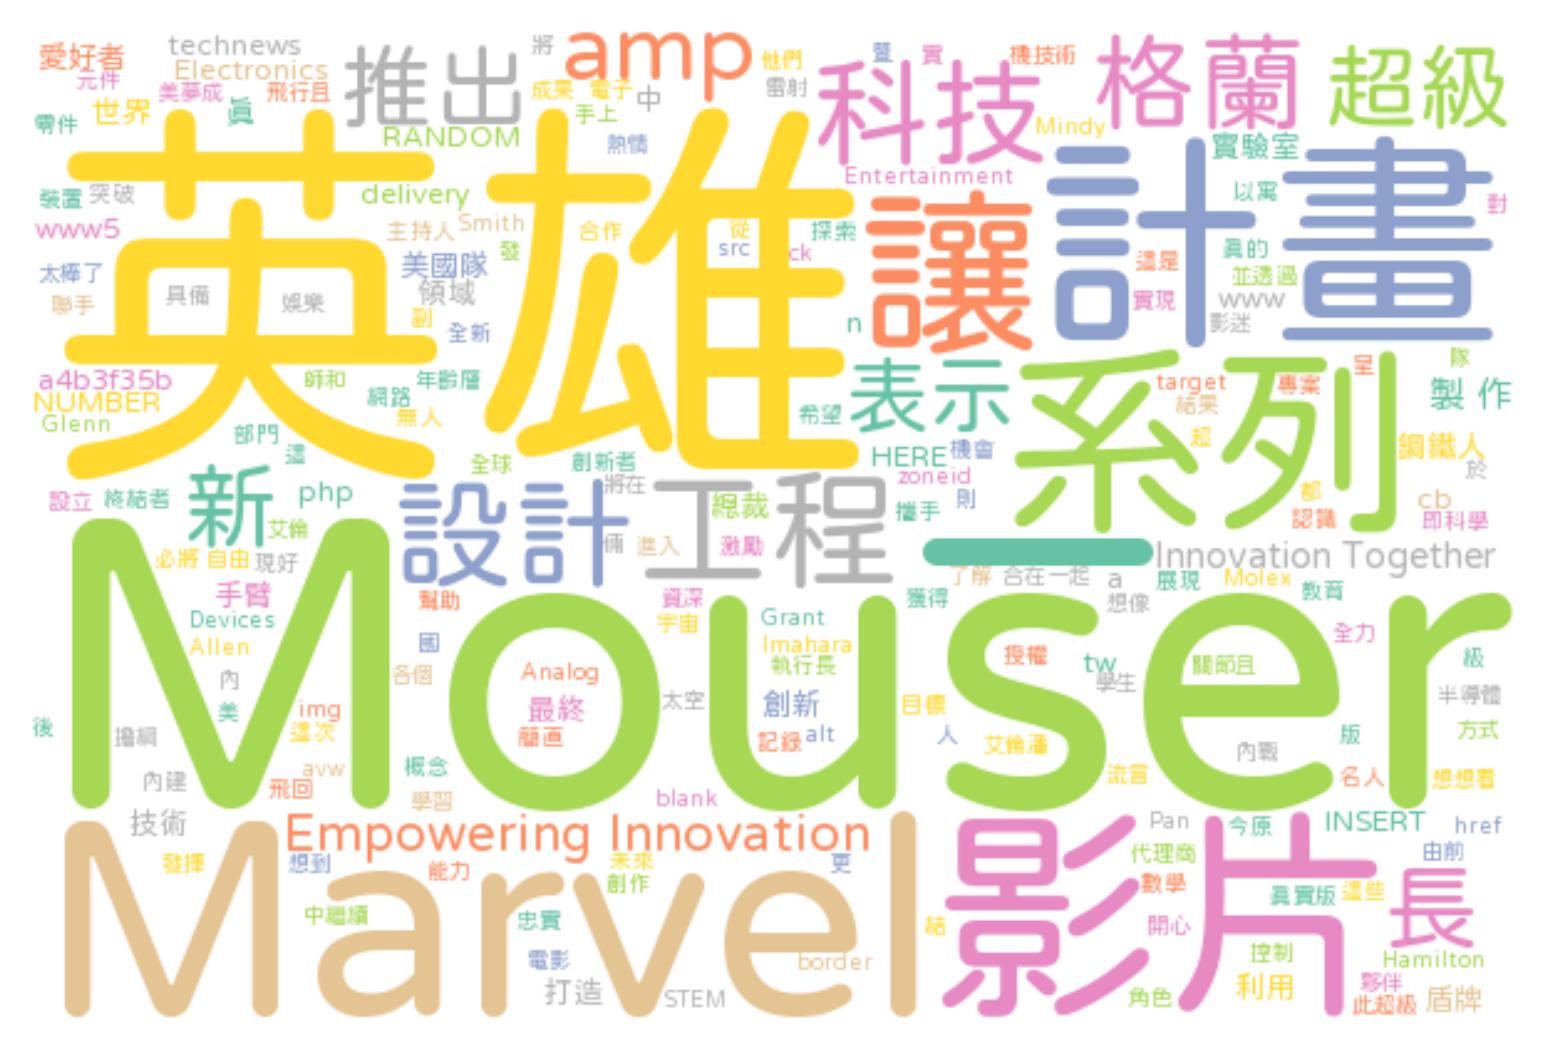 愛好者 technews 推出 將 amp 他們 暨 實 機技術 格蘭 超級
元件 Electronics 美夢成 飛行且 成果 電子 中 雷射 科技
世界 真 手上 Mindy
零件 RANDOM 熱情 實驗室
英雄 計畫
裝置 突破 delivery Entertainment 以寓 對
www5 主持人 Smith 合作 從 探索 讓 真的
太棒了 美國隊 發 src ck 這是 並透過
聯手 具備 娛樂 領域 副 全新 n 實現 www 影迷
a4b3f35b 師和 年齡層 表示 系列 target 專案 呈 隊
NUMBER 網路 無人 希望 結果 製作
Glenn 部門 這 HERE 機會 超 鋼鐵人
全球 創新者 zoneid 於
設立 終結者 新 php 設計 將在 工程 總裁 攜手 則 都 cb
艾倫 認識 即科學
必將 自由 現好 倆 進入 激勵 一 Innovation Together
手臂 幫助 資深 獲得 了解 合在一起 a 展現 Molex 教育
Mouser
Devices 宇宙 Grant 想像 全力
Allen 國 Imahara 授權 tw 關節且 級
內 各個 Analog 執行長 學生 半導體
後 美 img 最終 太空 創新 目標 方式
擔綱 這次 簡直 記錄 alt 人 艾倫潘 內戰 版
內建 avw 概念 流言 名人 想想看
飛回 學習 blank
技術 Empowering Innovation Pan 今原 INSERT href
Marvel 影片
發揮 想到 能力 未來 更 代理商 由前
創作 數學 真實版 這些 長
中繼續 忠實 結 開心
電影 border 控制 Hamilton
打造 STEM 角色 利用 夥伴 盾牌
此超級